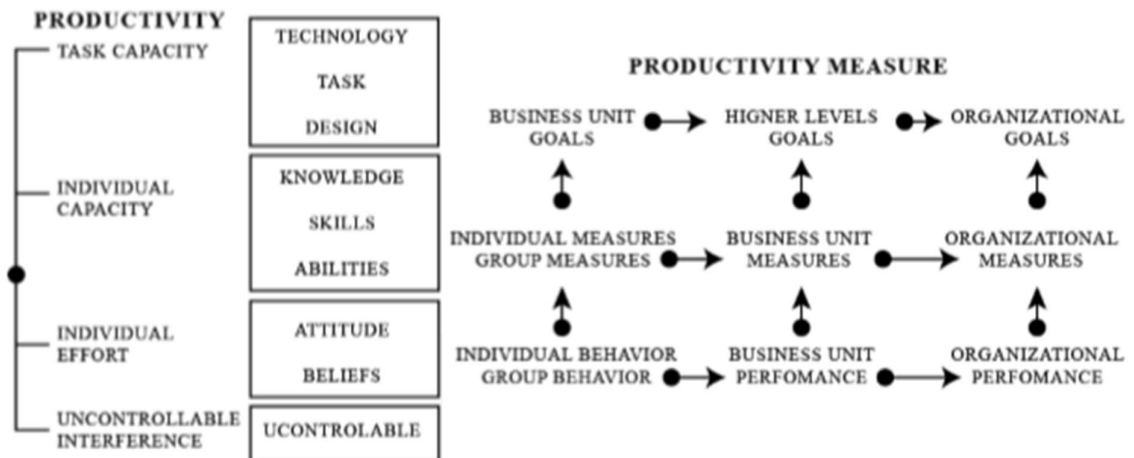 PRODUCTIVITY
TASK CAPACITY
INDIVIDUAL
CAPACITY
INDIVIDUAL
EFFORT
UNCONTROLLABLE
INTERFERENCE
TECHNOLOGY
TASK
DESIGN
KNOWLEDGE
SKILLS
ABILITIES
ATTITUDE
BELIEFS
UCONTROLABLE
PRODUCTIVITY MEASURE
BUSINESS UNIT
GOALS
HIGHER LEVELS
GOALS
ORGANIZATIONAL
GOALS
INDIVIDUAL MEASURES
GROUP MEASURES
BUSINESS UNIT
MEASURES
ORGANIZATIONAL
MEASURES
INDIVIDUAL BEHAVIOR
GROUP BEHAVIOR
BUSINESS UNIT
PERFOMANCE
ORGANIZATIONAL
PERFOMANCE